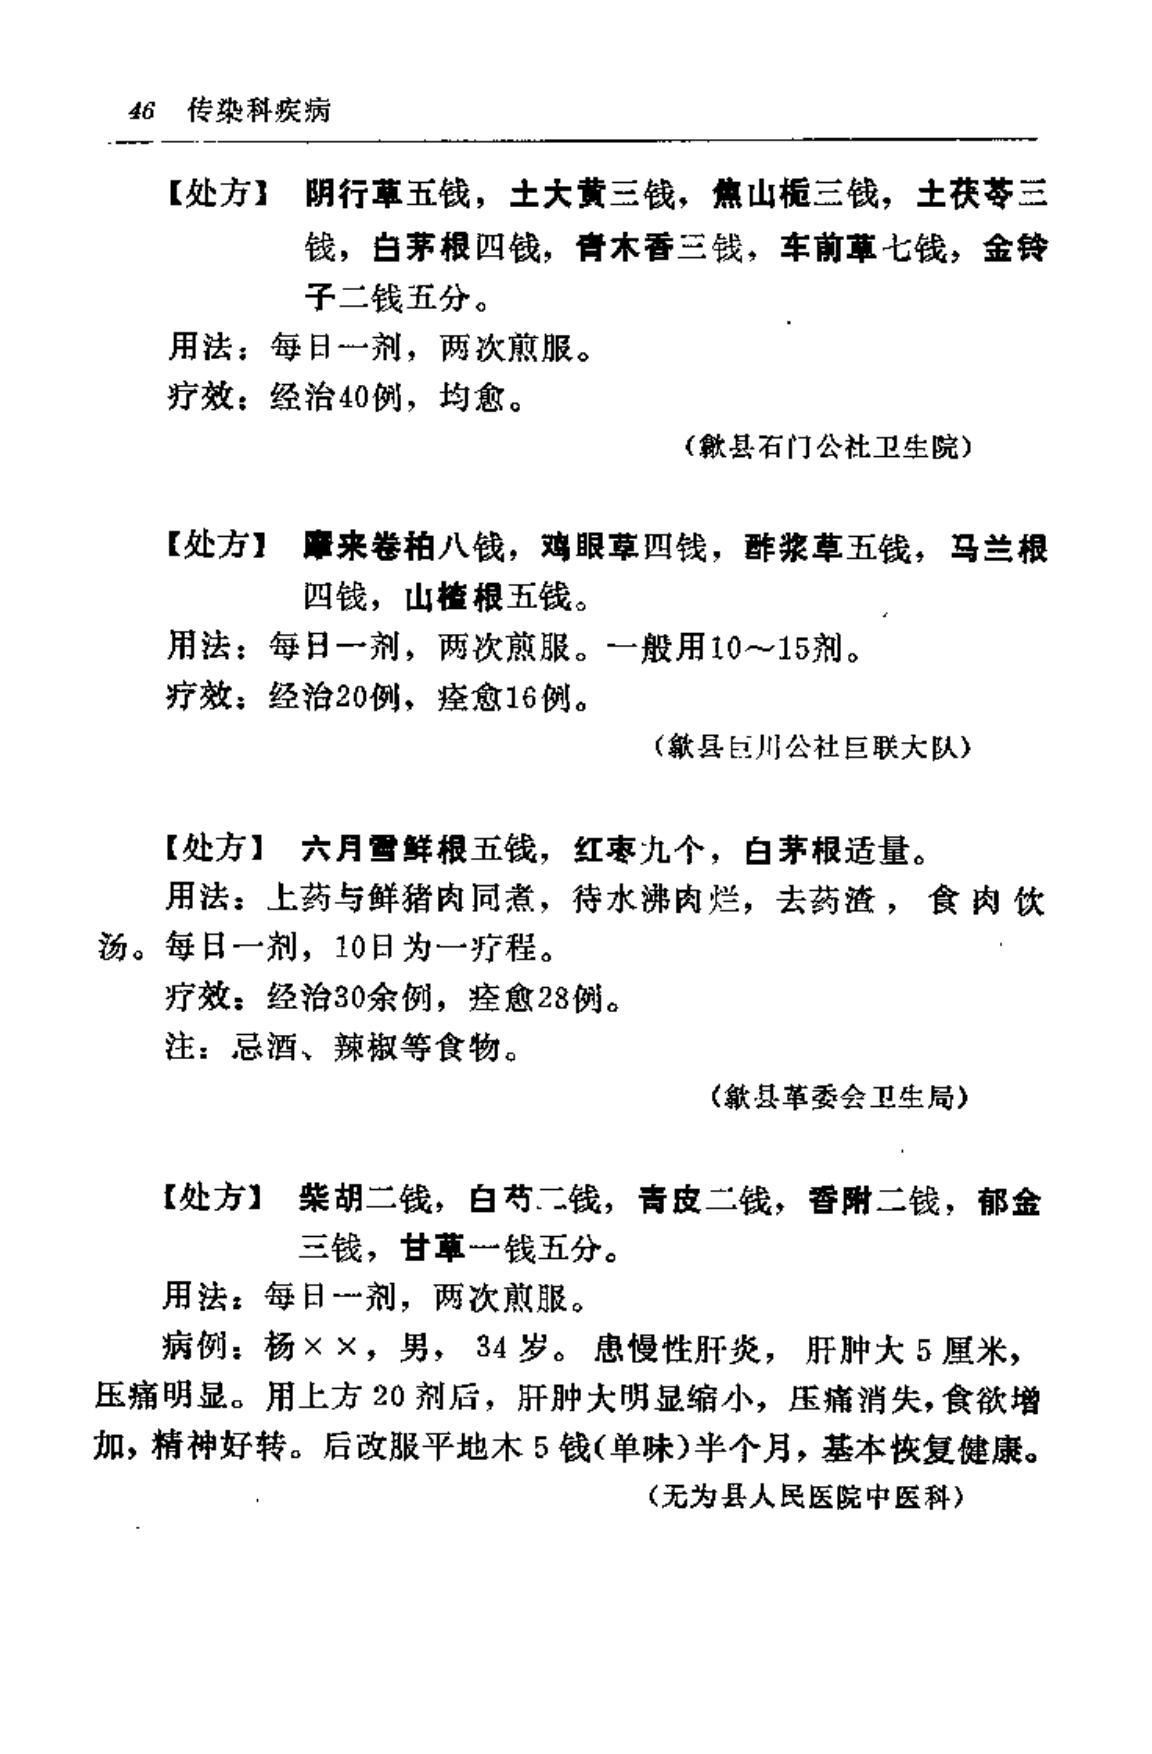 46 传染科疾病
【处方】 阴行草五钱，土大黄三钱，焦山栀三钱，土茯苓三
钱，白茅根四钱，青木香三钱，车前草七钱，金铃
子二钱五分。
用法：每日一剂，两次煎服。
疗效：经治40例，均愈。
（歙县石门公社卫生院）
【处方】 摩来卷柏八钱，鸡眼草四钱，酢浆草五钱，马兰根
四钱，山楂根五钱。
用法：每日一剂，两次煎服。一般用10～15剂。
疗效：经治20例，痊愈16例。
（歙县巨川公社巨联大队）
【处方】 六月雪鲜根五钱，红枣九个，白茅根适量。
用法：上药与鲜猪肉同煮，待水沸肉烂，去药渣，食肉饮
汤。每日一剂，10日为一疗程。
疗效：经治30余例，痊愈28例。
注：忌酒、辣椒等食物。
（歙县革委会卫生局）
【处方】 柴胡二钱，白芍二钱，青皮二钱，香附二钱，郁金
三钱，甘草一钱五分。
用法：每日一剂，两次煎服。
病例：杨××，男，34岁。患慢性肝炎，肝肿大5厘米，
压痛明显。用上方20剂后，肝肿大明显缩小，压痛消失，食欲增
加，精神好转。后改服平地木5钱（单味）半个月，基本恢复健康。
（无为县人民医院中医科）